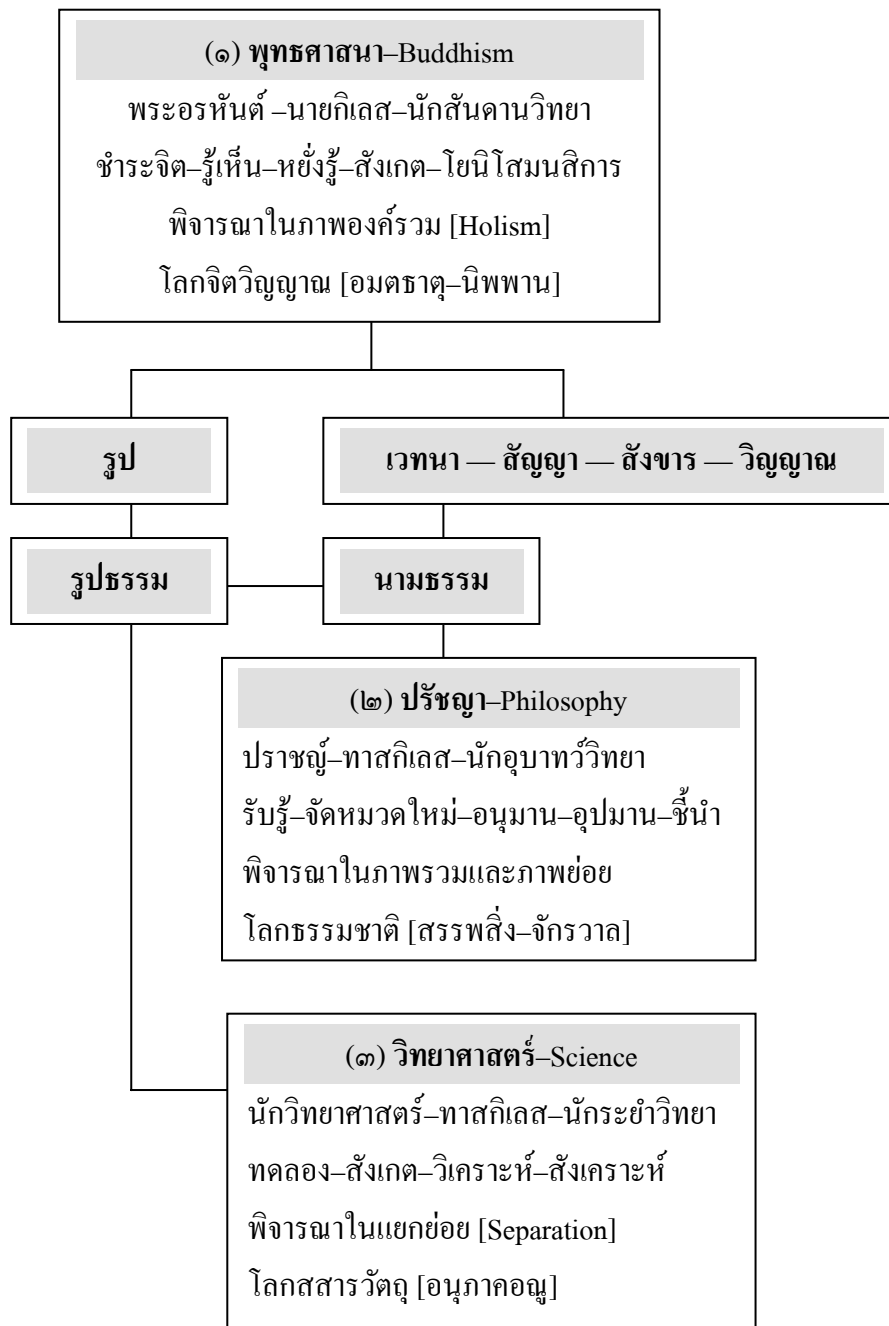 (๑) พุทธศาสนา–Buddhism
พระอรหันต์ –นายกิเลส–นักสันดานวิทยา
ชำระจิต–รู้เห็น–หยั่งรู้–สังเกต–โยนิโสมนสิการ
พิจารณาในภาพองค์รวม [Holism]
โลกจิตวิญญาณ [อมตธาตุ–นิพพาน]
รูป
เวทนา — สัญญา — สังขาร — วิญญาณ
รูปธรรม
นามธรรม
(๒) ปรัชญา–Philosophy
ปราชญ์–ทาสกิเลส–นักอุบาทว์วิทยา
รับรู้–จัดหมวดใหม่–อนุมาน–อุปมาน–ชี้นำ
พิจารณาในภาพรวมและภาพย่อย
โลกธรรมชาติ [สรรพสิ่ง–จักรวาล]
(๓) วิทยาศาสตร์–Science
นักวิทยาศาสตร์–ทาสกิเลส–นักระยำวิทยา
ทดลอง–สังเกต–วิเคราะห์–สังเคราะห์
พิจารณาในแยกย่อย [Separation]
โลกสสารวัตถุ [อนุภาคอณู]